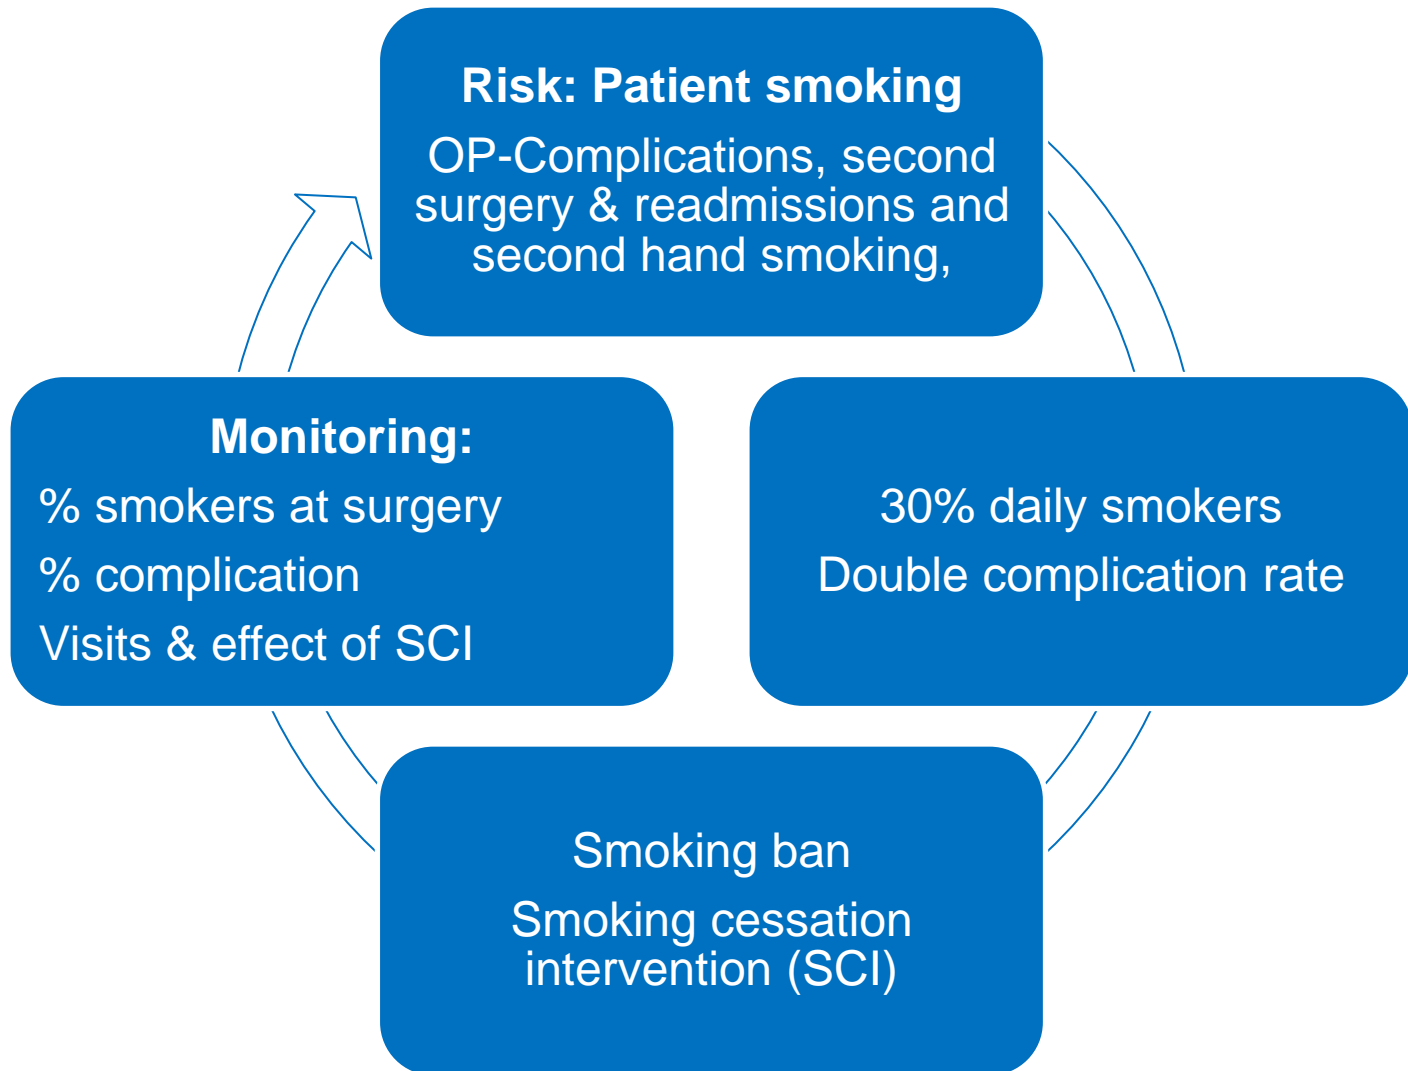 Risk: Patient smoking
OP-Complications, second
surgery & readmissions and
second hand smoking,
30% daily smokers
Double complication rate
Smoking ban
Smoking cessation
intervention (SCI)
Monitoring:
% smokers at surgery
% complication
Visits & effect of SCI